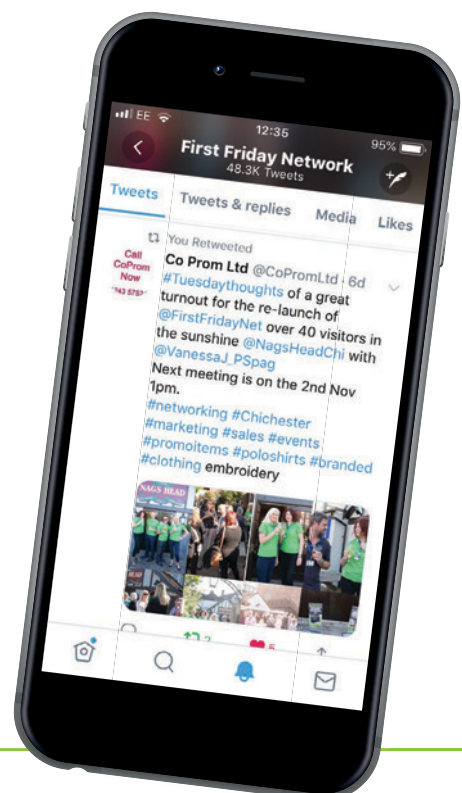 EE
12:35
95%
First Friday Network
48.3K Tweets
Tweets
Tweets & replies
Media
Likes
You Retweeted
Call
CoProm
Now
Co Prom Ltd @CoPromLtd · 6d
#Tuesdaythoughts of a great
turnout for the re-launch of
@FirstFridayNet over 40 visitors in
the sunshine @NagsHeadChi with
@VanessaJ_PSpag
Next meeting is on the 2nd Nov
1pm.
#networking #Chichester
#marketing #sales #events
#promoitems #poloshirts #branded
#clothing embroidery
NAGS HEAD